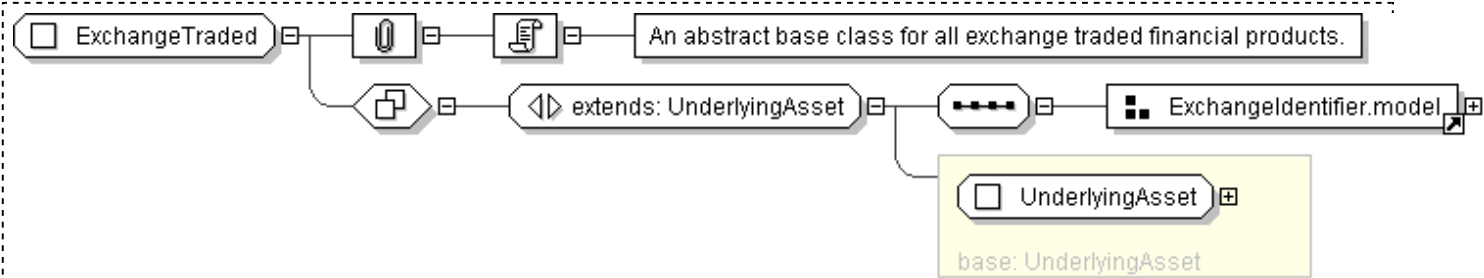 ExchangeTraded
An abstract base class for all exchange traded financial products.
extends: UnderlyingAsset
ExchangeIdentifier.model
UnderlyingAsset
base: UnderlyingAsset